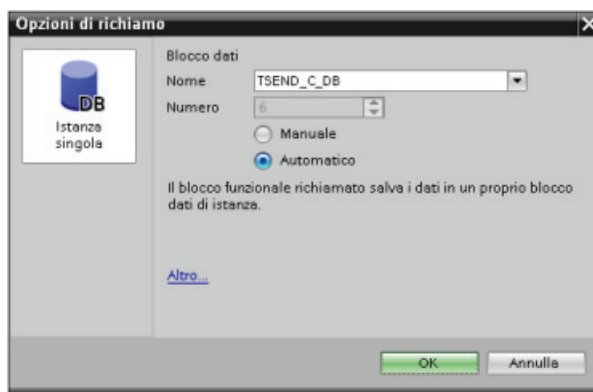 Opzioni di richiamo
DB
Istanza
singola
Blocco dati
Nome TSEND_C_DB
Numero 6
Manuale
Automatico
Il blocco funzionale richiamato salva i dati in un proprio blocco
dati di istanza.
Altro...
OK Annulla